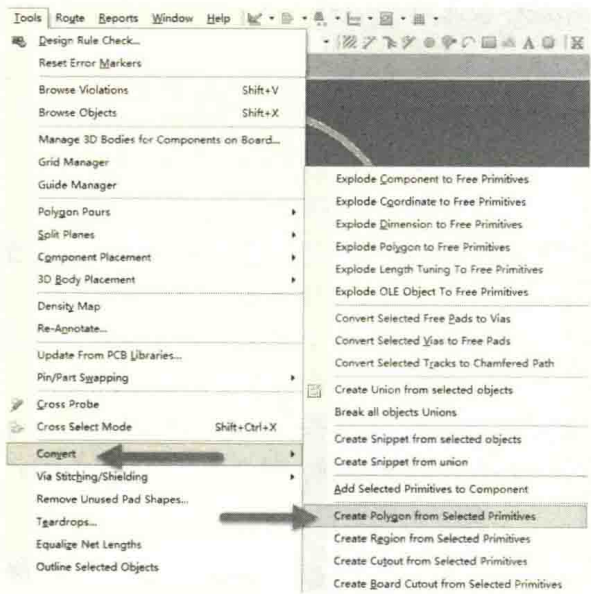 Tools Route Reports Window Help
Design Rule Check...
Reset Error Markers
Browse Violations Shift+V
Browse Objects Shift+X
Manage 3D Bodies for Components on Board...
Grid Manager
Guide Manager
Polygon Pours
Split Planes
Component Placement
3D Body Placement
Density Map
Re-Annotate...
Update From PCB Libraries...
Pin/Part Swapping
Cross Probe
Cross Select Mode Shift+Ctrl+X
Convert
Via Stitching/Shielding
Remove Unused Pad Shapes...
Teardrops...
Equalize Net Lengths
Outline Selected Objects
Explode Component to Free Primitives
Explode Coordinate to Free Primitives
Explode Dimension to Free Primitives
Explode Polygon to Free Primitives
Explode Length Tuning To Free Primitives
Explode OLE Object To Free Primitives
Convert Selected Free Pads to Vias
Convert Selected Vias to Free Pads
Convert Selected Tracks to Chamfered Path
Create Union from selected objects
Break all objects Unions
Create Snippet from selected objects
Create Snippet from union
Add Selected Primitives to Component
Create Polygon from Selected Primitives
Create Region from Selected Primitives
Create Cutout from Selected Primitives
Create Board Cutout from Selected Primitives